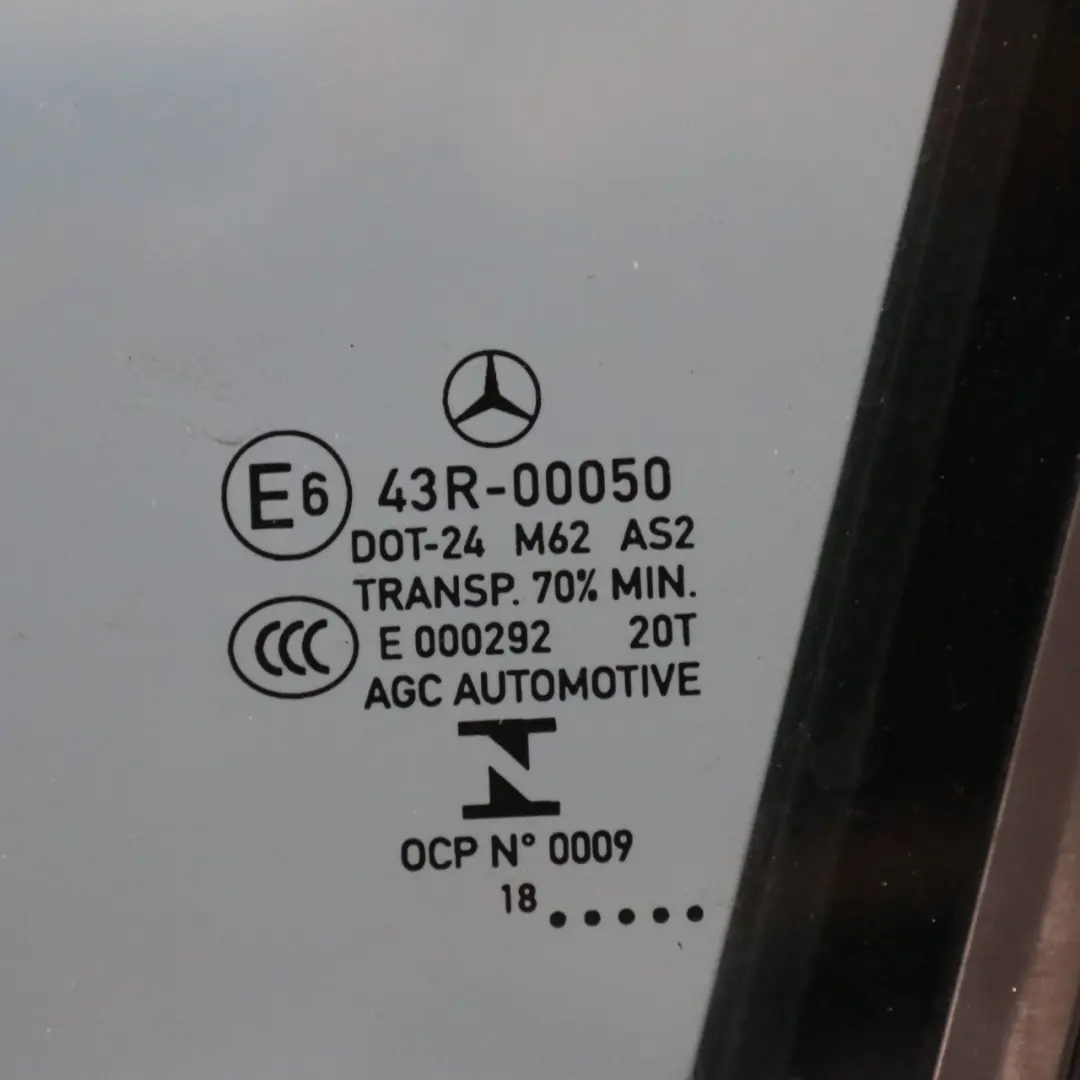 E6 43R-00050
DOT-24 M62 AS2
TRANSP. 70% MIN.
CCC E 000292 20T
AGC AUTOMOTIVE
OCP N° 0009
18 .....